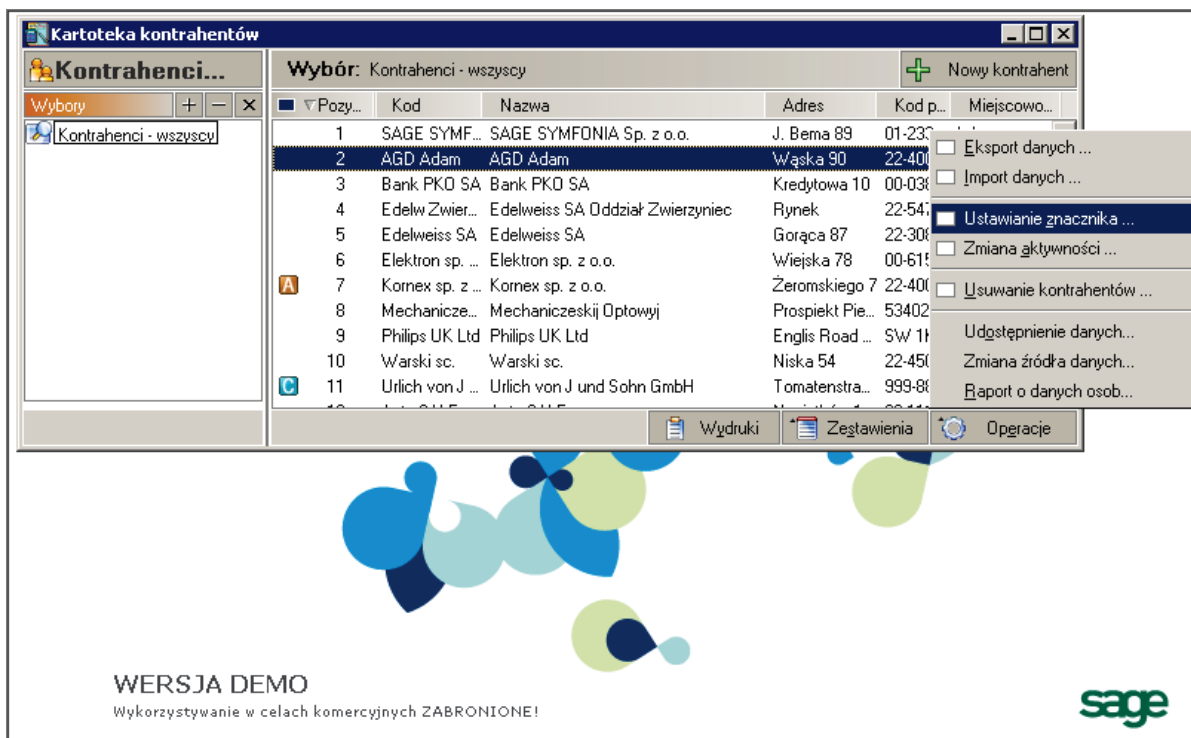 Kartoteka kontrahentów
Kontrahenci...
Wybór: Kontrahenci - wszyscy
Nowy kontrahent
Wybory
Kontrahenci - wszyscy
Pozy... Kod Nazwa Adres Kod p... Miejscowo...
1 SAGE SYMF... SAGE SYMFONIA Sp. z o.o. J. Bema 89 01-233
2 AGD Adam AGD Adam Wąska 90 22-400
3 Bank PKO SA Bank PKO SA Kredytowa 10 00-038
4 Edelw Zwier... Edelweiss SA Oddział Zwierzyniec Rynek 22-547
5 Edelweiss SA Edelweiss SA Gorąca 87 22-308
6 Elektron sp. ... Elektron sp. z o.o. Wiejska 78 00-615
A 7 Kornex sp. z ... Kornex sp. z o.o. Żeromskiego 7 22-400
8 Mechanicze... Mechaniczeskij Optowyj Prospiekt Pie... 53402
9 Philips UK Ltd Philips UK Ltd Englis Road ... SW 1
10 Warski sc. Warski sc. Niska 54 22-450
C 11 Urlich von J ... Urlich von J und Sohn GmbH Tomatenstra... 999-88
Eksport danych ...
Import danych ...
Ustawianie znacznika ...
Zmiana aktywności ...
Usuwanie kontrahentów ...
Udostępnienie danych...
Zmiana źródła danych...
Raport o danych osob...
Wydruki
Zestawienia
Operacje
WERSJA DEMO
Wykorzystywanie w celach komercyjnych ZABRONIONE!
sage